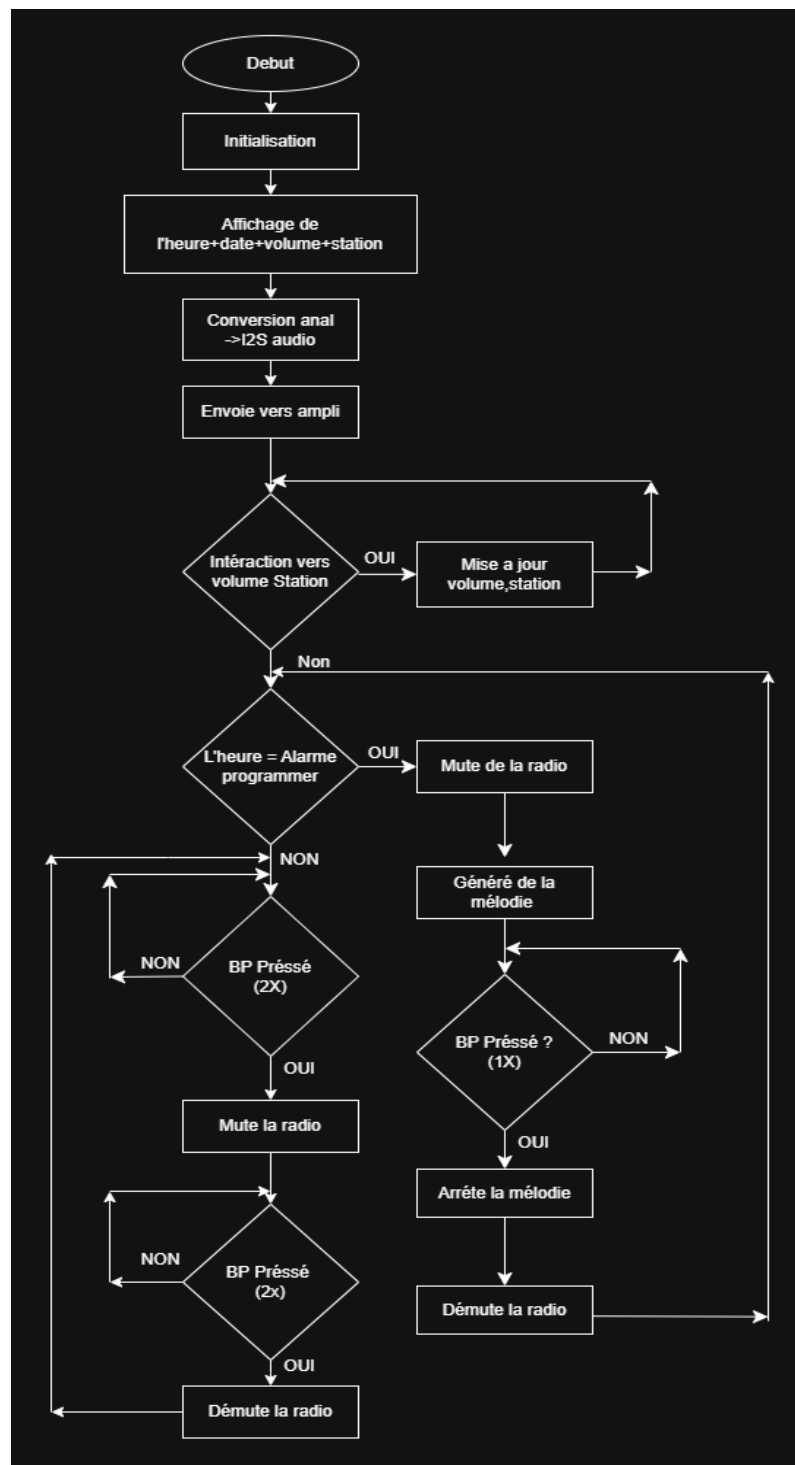 Debut
Initialisation
Affichage de
l'heure+date+volume+station
Conversion anal
->I2S audio
Envoie vers ampli
Intéraction vers
volume Station
OUI
Mise a jour
volume,station
Non
L'heure = Alarme
programmer
OUI
Mute de la radio
NON
Généré de la
mélodie
BP Préssé
(2X)
NON
OUI
BP Préssé ?
(1X)
NON
OUI
Mute la radio
Arréte la mélodie
BP Préssé
(2x)
NON
OUI
Démute la radio
Démute la radio